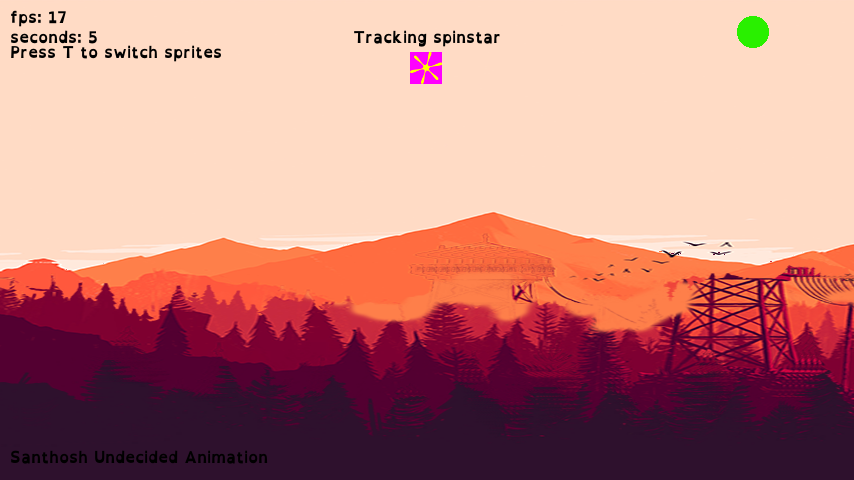 fps: 17
seconds: 5
Press T to switch sprites
Tracking spinstar
Santhosh Undecided Animation